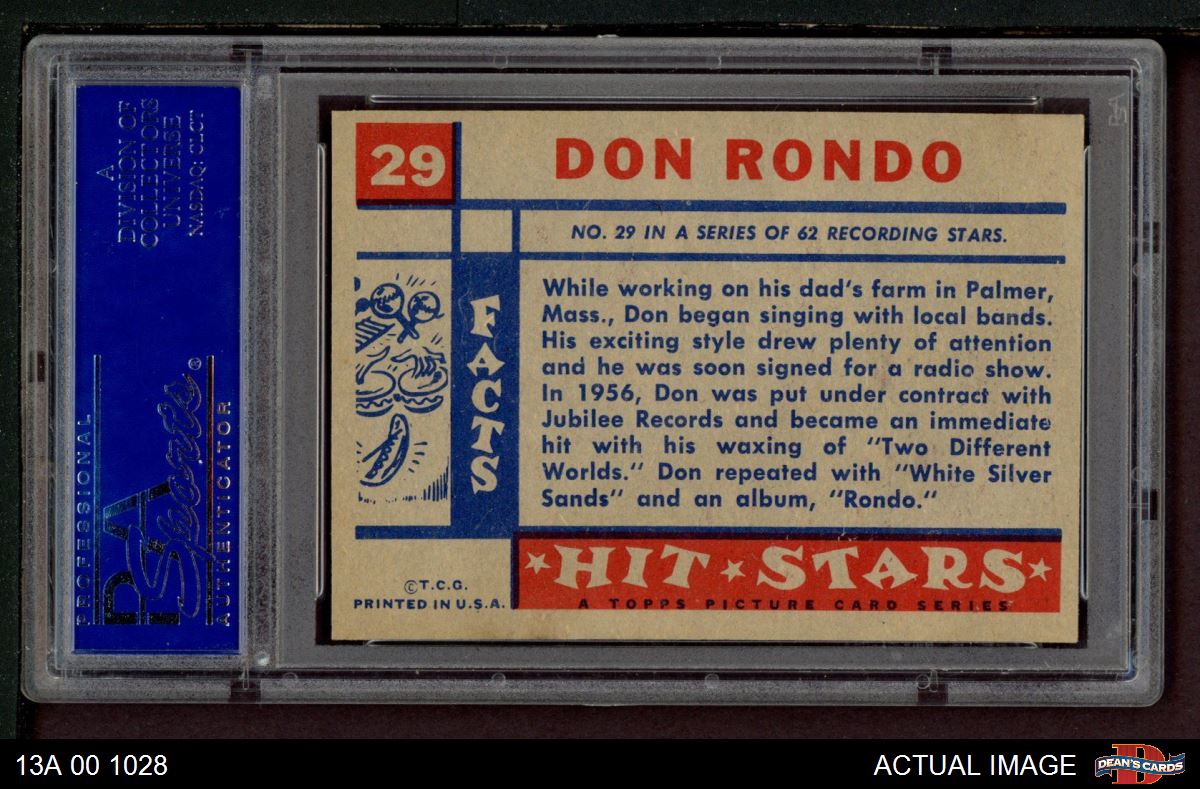 A
DIVISION OF
COLLECTORS
UNIVERSE
NASDAQ: CLCT
PROFESSIONAL
PSA
Sports®
AUTHENTICATOR
29
DON RONDO
NO. 29 IN A SERIES OF 62 RECORDING STARS.
FACTS
While working on his dad's farm in Palmer,
Mass., Don began singing with local bands.
His exciting style drew plenty of attention
and he was soon signed for a radio show.
In 1956, Don was put under contract with
Jubilee Records and became an immediate
hit with his waxing of "Two Different
Worlds." Don repeated with "White Silver
Sands" and an album, "Rondo."
©T.C.G.
PRINTED IN U.S.A.
HIT STARS
A TOPPS PICTURE CARD SERIES
13A 00 1028
ACTUAL IMAGE
D
DEAN'S CARDS